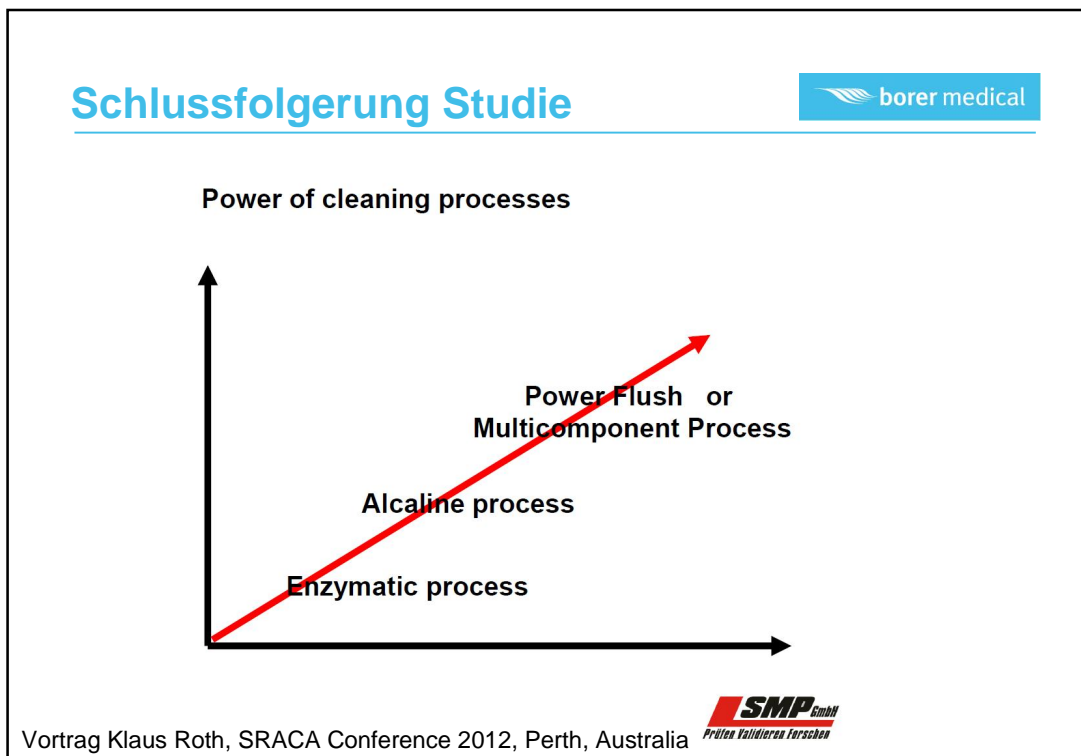 Schlussfolgerung Studie
borer medical
Power of cleaning processes
Power Flush or
Multicomponent Process
Alcaline process
Enzymatic process
SMP GmbH
Prüfen Validieren Forschen
Vortrag Klaus Roth, SRACA Conference 2012, Perth, Australia